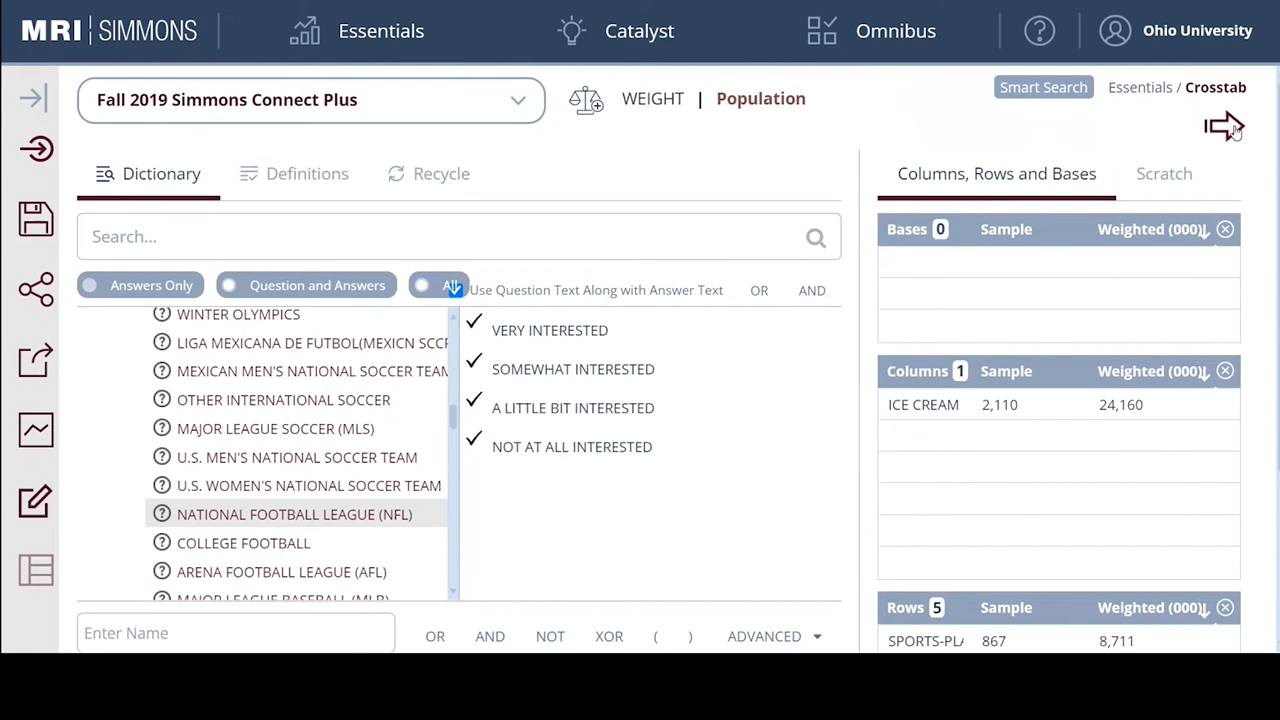 MRI | SIMMONS
Essentials
Catalyst
Omnibus
Ohio University
Fall 2019 Simmons Connect Plus
WEIGHT | Population
Smart Search
Essentials / Crosstab
Dictionary
Definitions
Recycle
Columns, Rows and Bases
Scratch
Search...
Answers Only
Question and Answers
Use Question Text Along with Answer Text
OR
AND
WINTER OLYMPICS
LIGA MEXICANA DE FUTBOL(MEXICN SCCR
MEXICAN MEN'S NATIONAL SOCCER TEAM
OTHER INTERNATIONAL SOCCER
MAJOR LEAGUE SOCCER (MLS)
U.S. MEN'S NATIONAL SOCCER TEAM
U.S. WOMEN'S NATIONAL SOCCER TEAM
NATIONAL FOOTBALL LEAGUE (NFL)
COLLEGE FOOTBALL
ARENA FOOTBALL LEAGUE (AFL)
MAJOR LEAGUE BASEBALL (MLB)
VERY INTERESTED
SOMEWHAT INTERESTED
A LITTLE BIT INTERESTED
NOT AT ALL INTERESTED
Enter Name
OR
AND
NOT
XOR
(
)
ADVANCED
Bases 0 Sample Weighted (000)
Columns 1 Sample Weighted (000)
ICE CREAM 2,110 24,160
Rows 5 Sample Weighted (000)
SPORTS-PLA 867 8,711